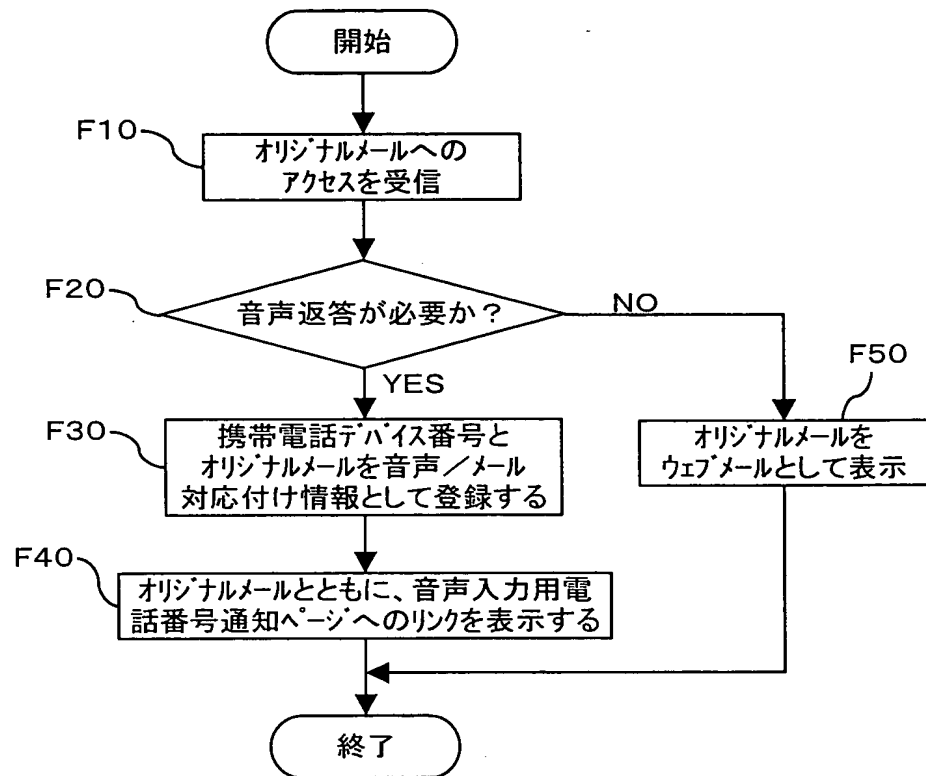 開始
F10
オリジナルメールへの
アクセスを受信
F20
音声返答が必要か？
NO
YES
F50
オリジナルメールを
ウェブメールとして表示
F30
携帯電話デバイス番号と
オリジナルメールを音声／メール
対応付け情報として登録する
F40
オリジナルメールとともに、音声入力用電
話番号通知ページへのリンクを表示する
終了